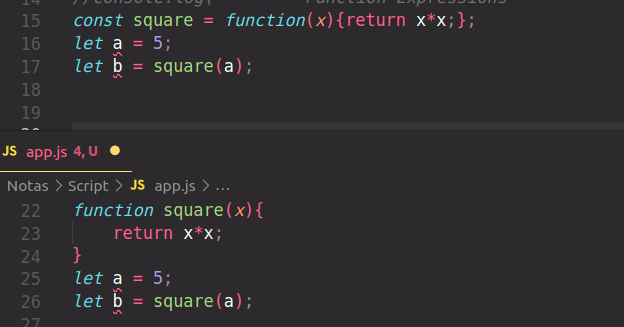 14 //console.log(" Function Expressions
15 const square = function(x){return x*x;};
16 let a = 5;
17 let b = square(a);
18
19
20
JS app.js 4, U
Notas > Script > JS app.js > ...
22 function square(x){
23 return x*x;
24 }
25 let a = 5;
26 let b = square(a);
27